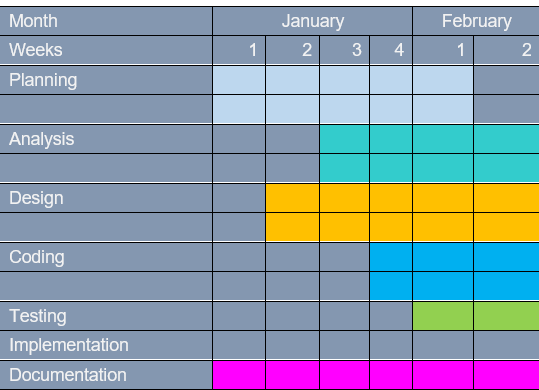 Month January February
Weeks 1 2 3 4 1 2
Planning
Analysis
Design
Coding
Testing
Implementation
Documentation